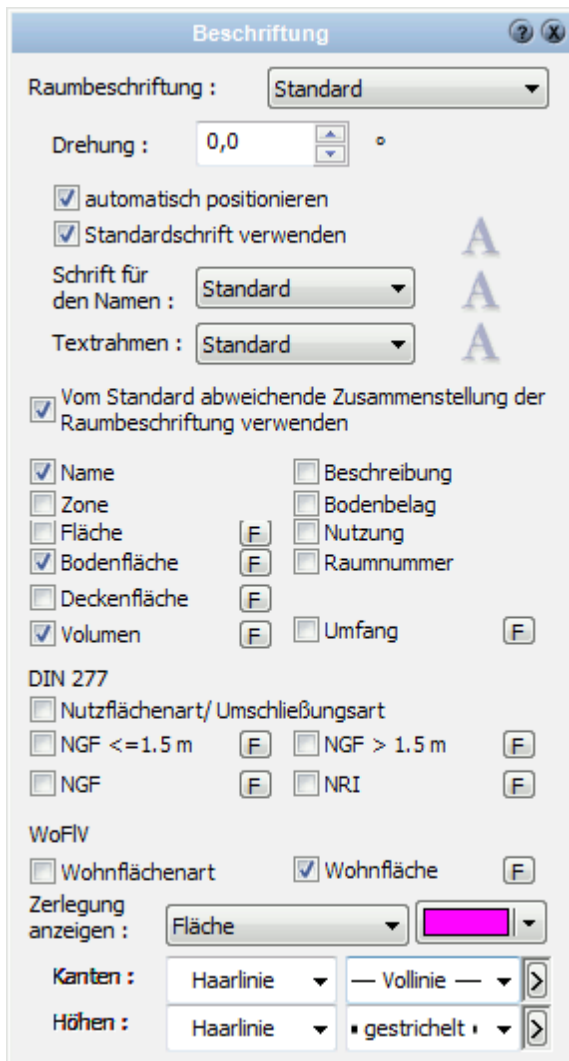 Beschriftung
Raumbeschriftung : Standard
Drehung : 0,0 °
automatisch positionieren
Standardschrift verwenden A
Schrift für
den Namen : Standard A
Textrahmen : Standard A
Vom Standard abweichende Zusammenstellung der
Raumbeschriftung verwenden
Name Beschreibung
Zone Bodenbelag
Fläche F Nutzung
Bodenfläche F Raumnummer
Deckenfläche F
Volumen F Umfang F
DIN 277
Nutzflächenart/ Umschließungsart
NGF <=1.5 m F NGF > 1.5 m F
NGF F NRI F
WoFlV
Wohnflächenart Wohnfläche F
Zerlegung
anzeigen : Fläche
Kanten : Haarlinie — Vollinie — >
Höhen : Haarlinie gestrichelt >